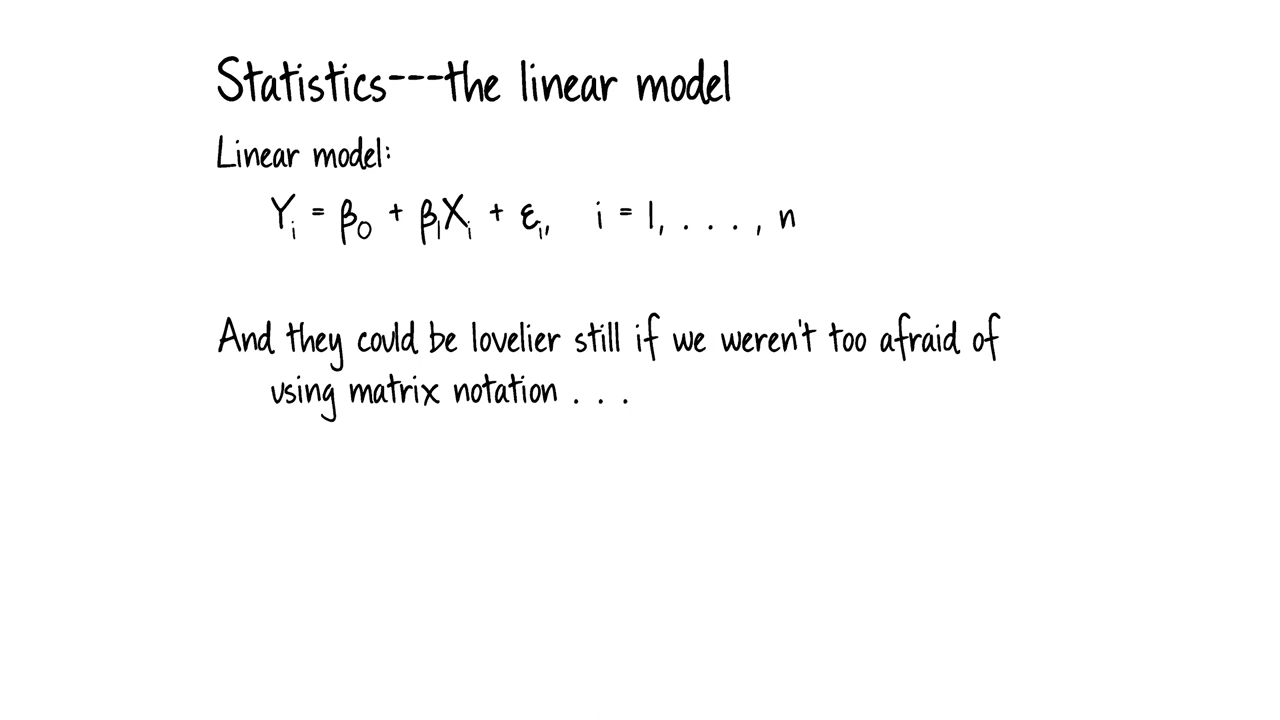 Statistics---the linear model
Linear model:
Yᵢ = β₀ + β₁Xᵢ + εᵢ, i = 1, . . . , n
And they could be lovelier still if we weren't too afraid of
using matrix notation . . .